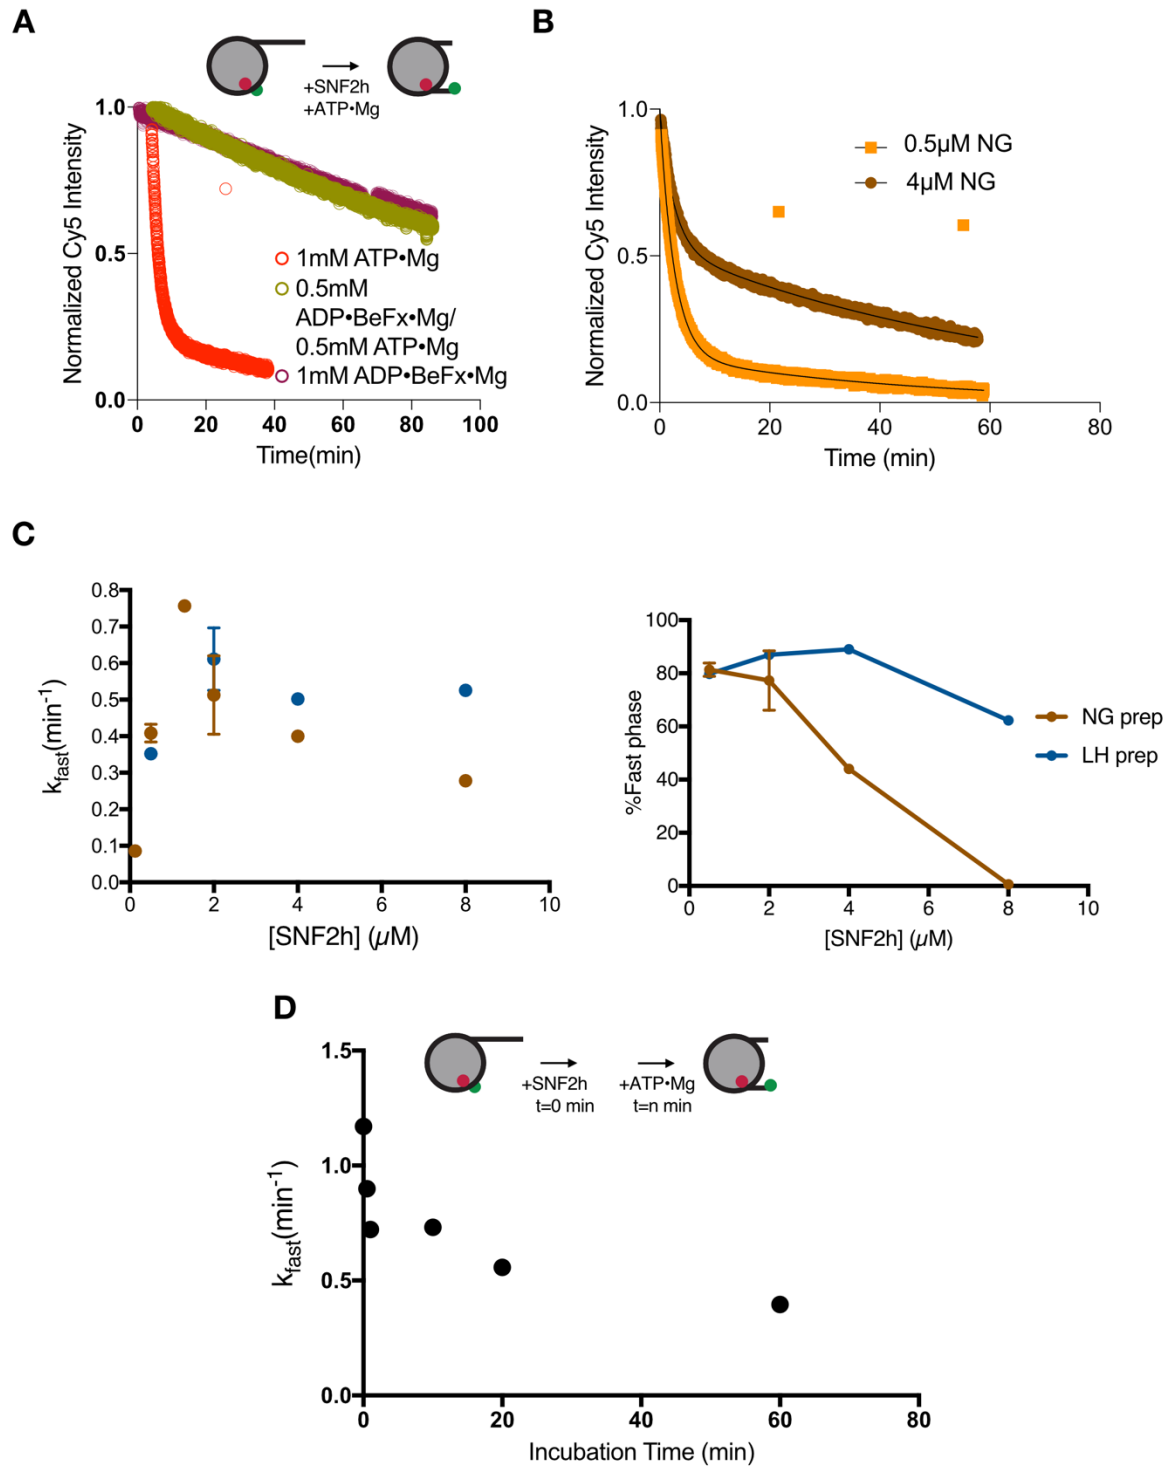 A
+SNF2h
+ATP•Mg
Normalized Cy5 Intensity
1.0
0.5
0.0
0 20 40 60 80 100
Time(min)
1mM ATP•Mg
0.5mM
ADP•BeFx•Mg/
0.5mM ATP•Mg
1mM ADP•BeFx•Mg
B
Normalized Cy5 Intensity
1.0
0.5
0.0
0 20 40 60 80
Time (min)
0.5µM NG
4µM NG
C
kfast(min-1)
0.8
0.7
0.6
0.5
0.4
0.3
0.2
0.1
0.0
0 2 4 6 8 10
[SNF2h] (µM)
%Fast phase
100
80
60
40
20
0
0 2 4 6 8 10
[SNF2h] (µM)
NG prep
LH prep
D
+SNF2h
t=0 min
+ATP•Mg
t=n min
kfast(min-1)
1.5
1.0
0.5
0.0
0 20 40 60 80
Incubation Time (min)